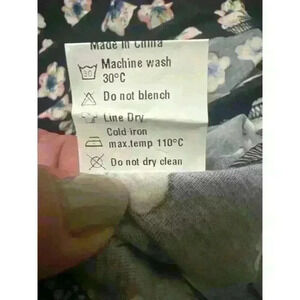 Made in China
Machine wash
30°C
Do not blench
Line Dry
Cold iron
max.temp 110°C
Do not dry clean